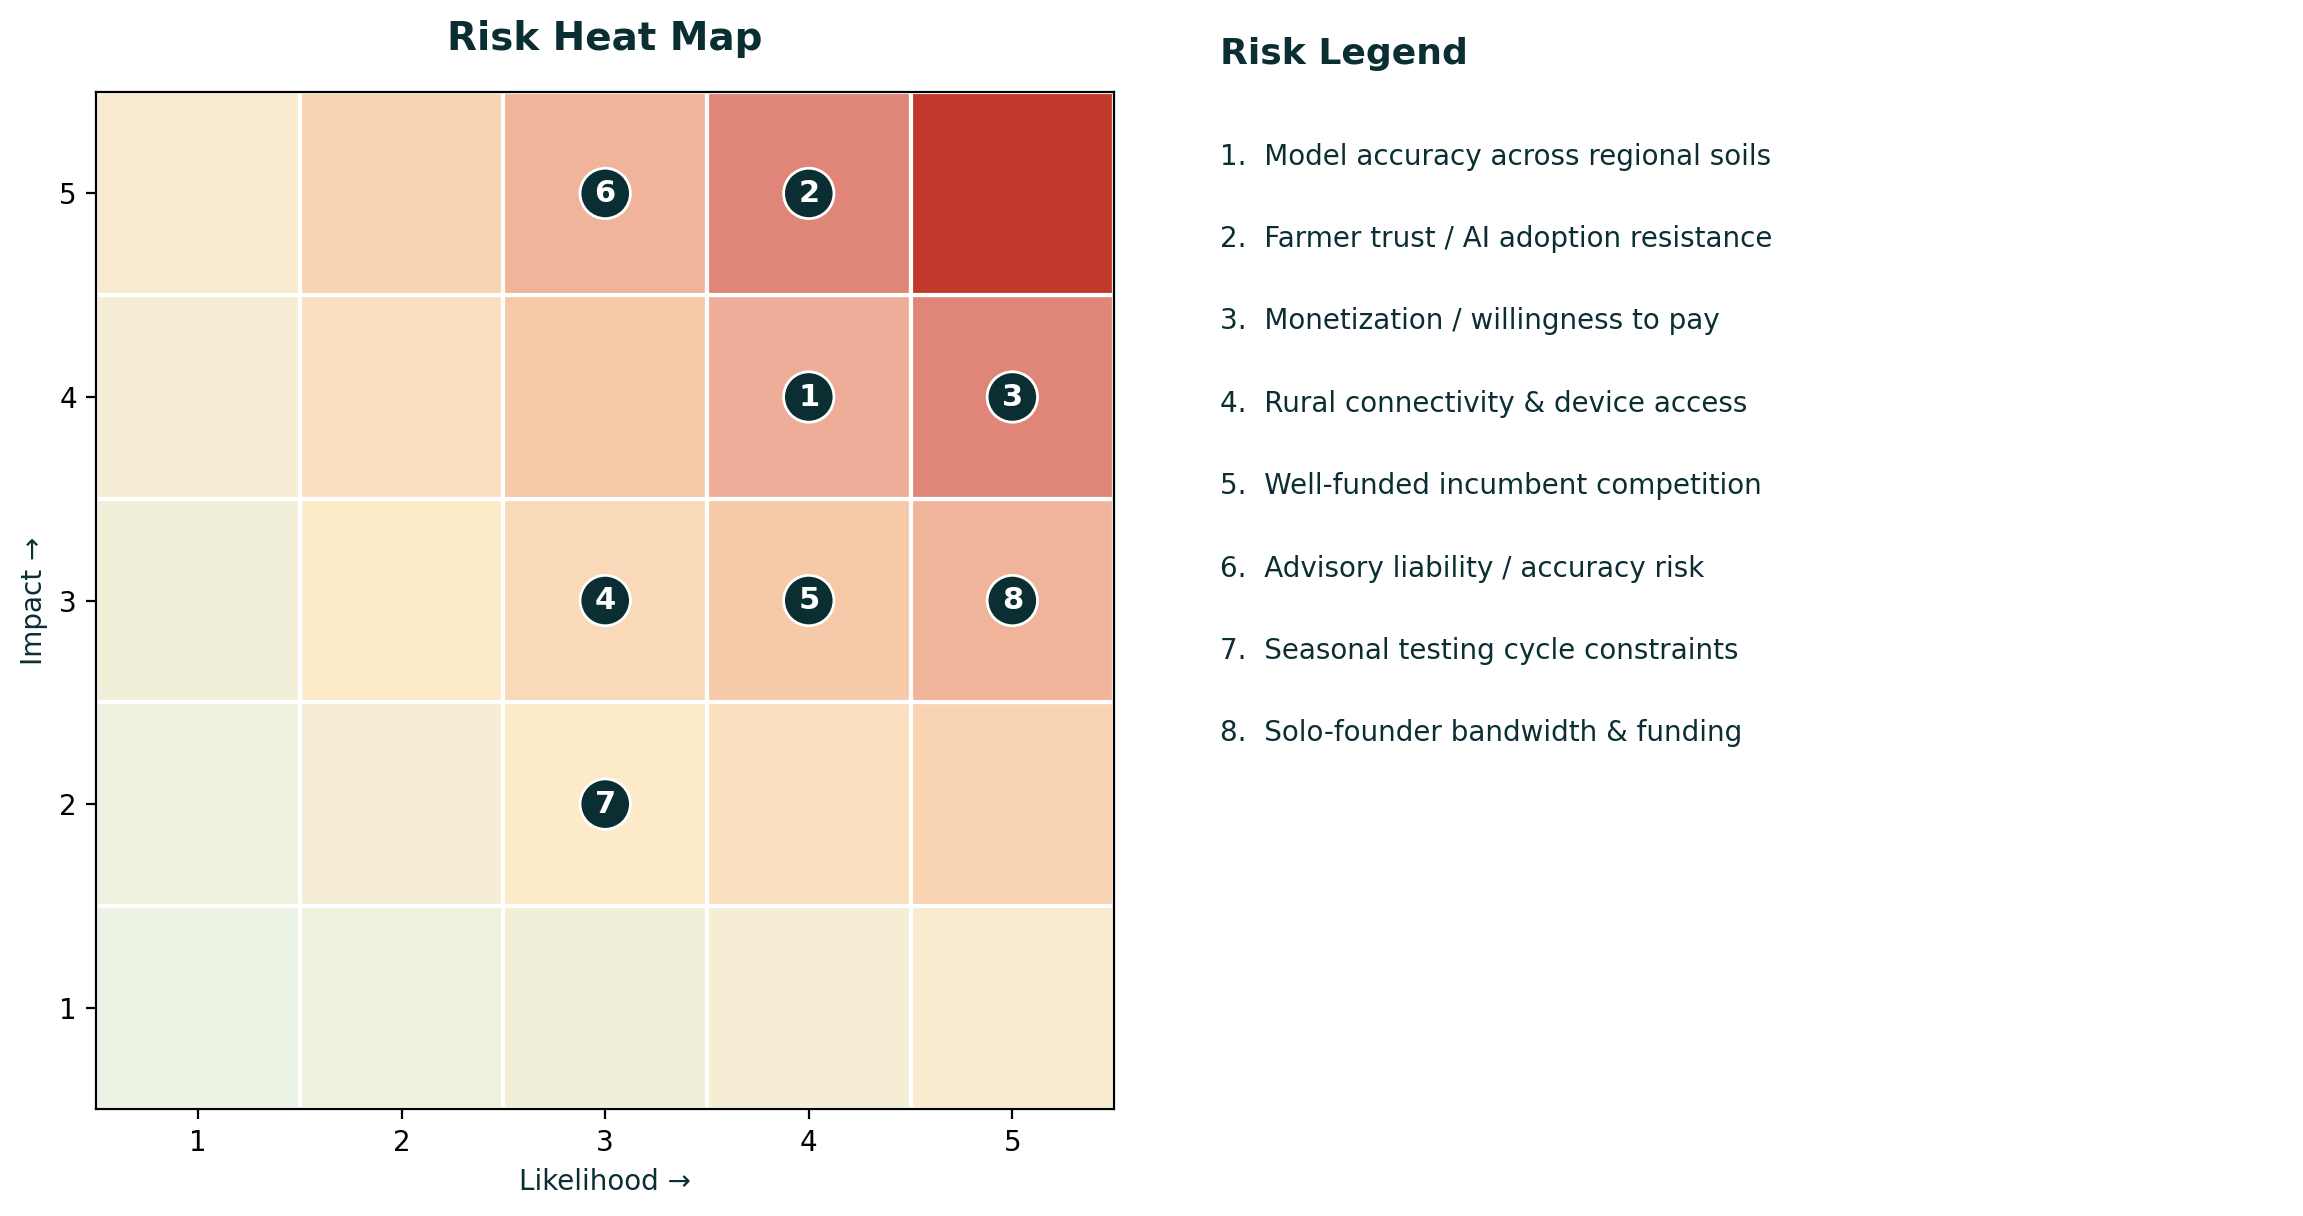 Risk Heat Map
5
6
2
4
1
3
Impact →
3
4
5
8
2
7
1
1 2 3 4 5
Likelihood →
Risk Legend
1. Model accuracy across regional soils
2. Farmer trust / AI adoption resistance
3. Monetization / willingness to pay
4. Rural connectivity & device access
5. Well-funded incumbent competition
6. Advisory liability / accuracy risk
7. Seasonal testing cycle constraints
8. Solo-founder bandwidth & funding